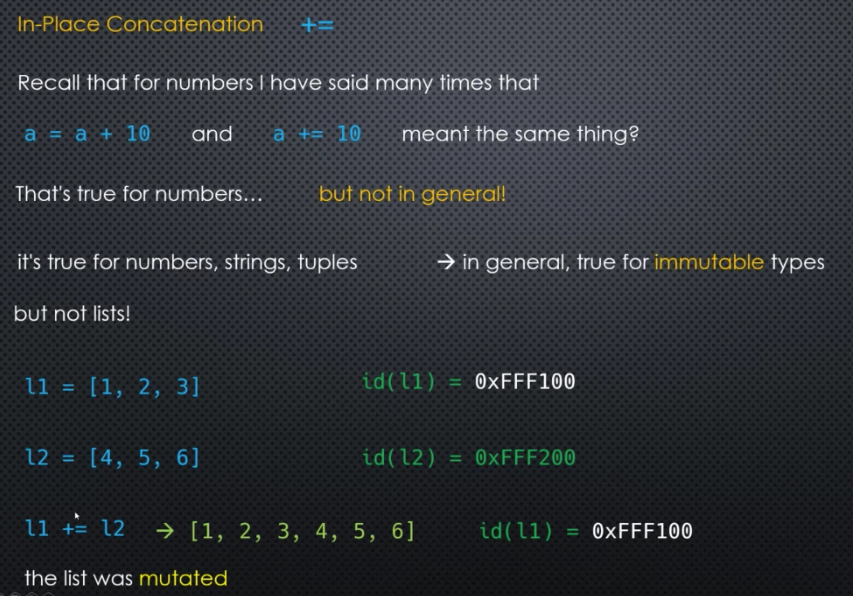 In-Place Concatenation +=
Recall that for numbers I have said many times that
a = a + 10 and a += 10 meant the same thing?
That's true for numbers… but not in general!
it's true for numbers, strings, tuples → in general, true for immutable types
but not lists!
l1 = [1, 2, 3] id(l1) = 0xFFF100
l2 = [4, 5, 6] id(l2) = 0xFFF200
l1 += l2 → [1, 2, 3, 4, 5, 6] id(l1) = 0xFFF100
the list was mutated